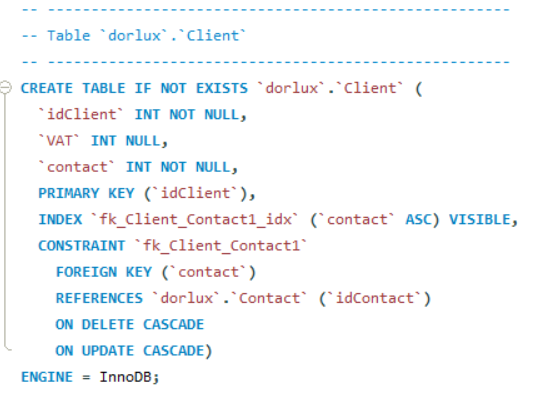 -- -----------------------------------------------------
-- Table `dorlux`.`Client`
-- -----------------------------------------------------
CREATE TABLE IF NOT EXISTS `dorlux`.`Client` (
  `idClient` INT NOT NULL,
  `VAT` INT NULL,
  `contact` INT NOT NULL,
  PRIMARY KEY (`idClient`),
  INDEX `fk_Client_Contact1_idx` (`contact` ASC) VISIBLE,
  CONSTRAINT `fk_Client_Contact1`
    FOREIGN KEY (`contact`)
    REFERENCES `dorlux`.`Contact` (`idContact`)
    ON DELETE CASCADE
    ON UPDATE CASCADE)
ENGINE = InnoDB;